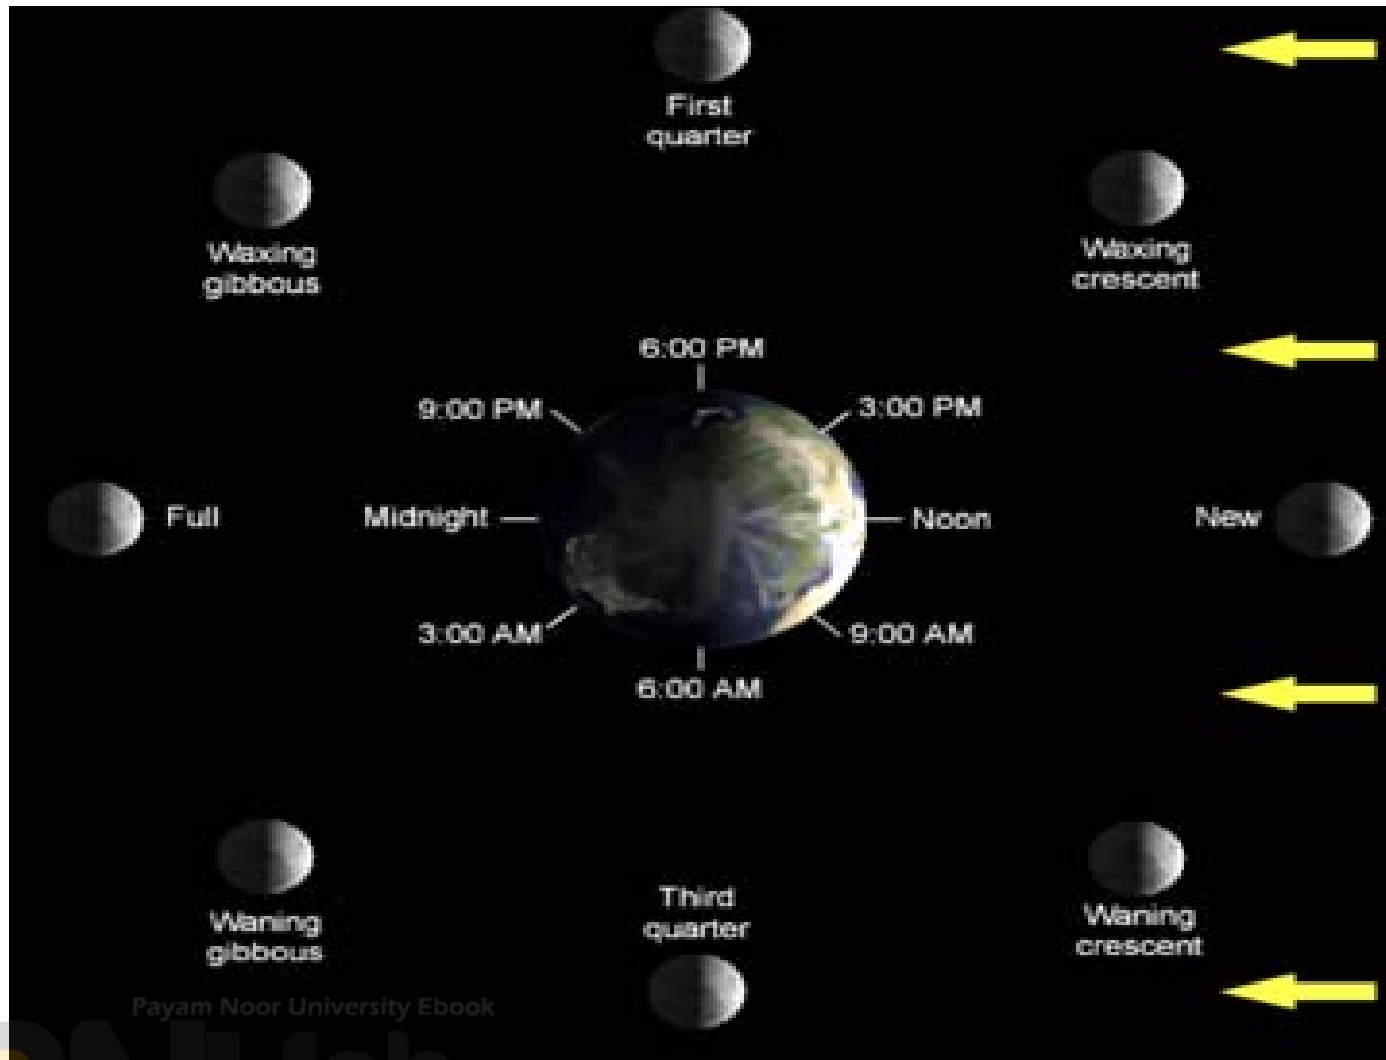 First
quarter
Waxing
gibbous
Waxing
crescent
6:00 PM
9:00 PM
3:00 PM
Full
Midnight
Noon
New
3:00 AM
9:00 AM
6:00 AM
Waning
gibbous
Third
quarter
Waning
crescent
Payam Noor University Ebook